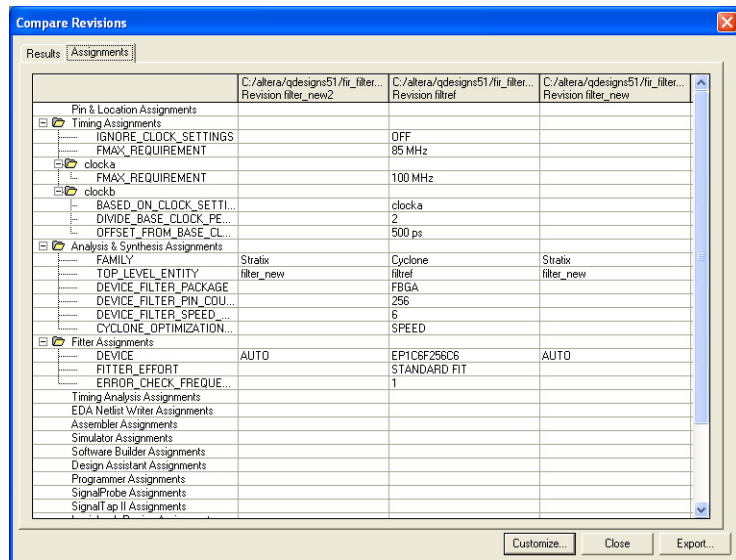 Compare Revisions
Results Assignments
C:/altera/qdesigns51/fir_filter... C:/altera/qdesigns51/fir_filter... C:/altera/qdesigns51/fir_filter...
Revision filter_new2 Revision filtref Revision filter_new
Pin & Location Assignments
Timing Assignments
IGNORE_CLOCK_SETTINGS OFF
FMAX_REQUIREMENT 85 MHz
clocka
FMAX_REQUIREMENT 100 MHz
clockb
BASED_ON_CLOCK_SETTI... clocka
DIVIDE_BASE_CLOCK_PE... 2
OFFSET_FROM_BASE_CL... 500 ps
Analysis & Synthesis Assignments
FAMILY Stratix Cyclone Stratix
TOP_LEVEL_ENTITY filter_new filtref filter_new
DEVICE_FILTER_PACKAGE FBGA
DEVICE_FILTER_PIN_COU... 256
DEVICE_FILTER_SPEED_... 6
CYCLONE_OPTIMIZATION... SPEED
Fitter Assignments
DEVICE AUTO EP1C6F256C6 AUTO
FITTER_EFFORT STANDARD FIT
ERROR_CHECK_FREQUE... 1
Timing Analysis Assignments
EDA Netlist Writer Assignments
Assembler Assignments
Simulator Assignments
Software Builder Assignments
Design Assistant Assignments
Programmer Assignments
SignalProbe Assignments
SignalTap II Assignments
Customize... Close Export...